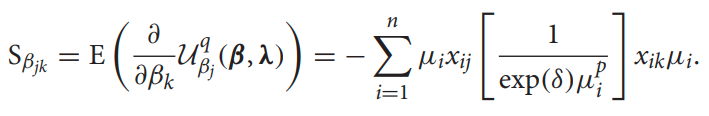 S_{β_{jk}} = E ( ∂/∂β_k 𝒰^q_{β_j} (β, λ) ) = − ∑_{i=1}^{n} μ_i x_{ij} [ 1 / exp(δ)μ_i^p ] x_{ik} μ_i.